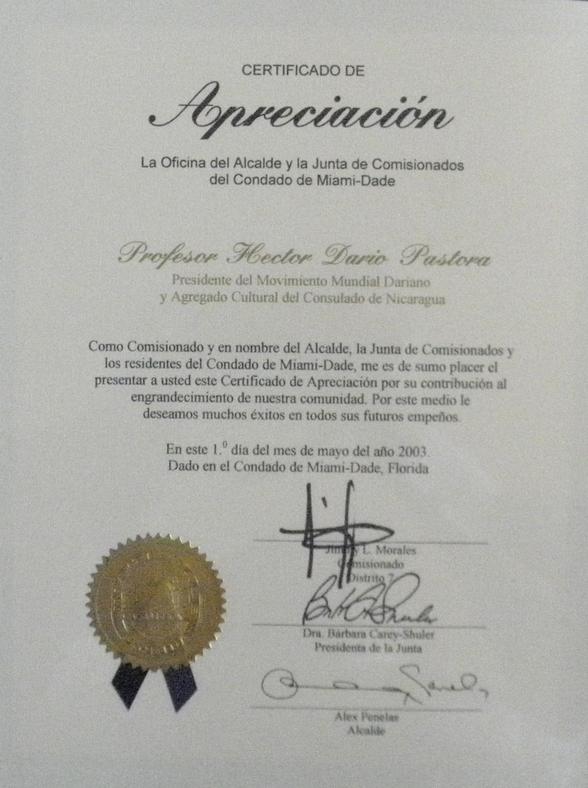 CERTIFICADO DE
Apreciación
La Oficina del Alcalde y la Junta de Comisionados
del Condado de Miami-Dade
Profesor Hector Dario Pastora
Presidente del Movimiento Mundial Dariano
y Agregado Cultural del Consulado de Nicaragua
Como Comisionado y en nombre del Alcalde, la Junta de Comisionados y
los residentes del Condado de Miami-Dade, me es de sumo placer el
presentar a usted este Certificado de Apreciación por su contribución al
engrandecimiento de nuestra comunidad. Por este medio le
deseamos muchos éxitos en todos sus futuros empeños.
En este 1.⁰ día del mes de mayo del año 2003.
Dado en el Condado de Miami-Dade, Florida
Jimmy L. Morales
Comisionado
Distrito 7
Dra. Bárbara Carey-Shuler
Presidenta de la Junta
Alex Penelas
Alcalde